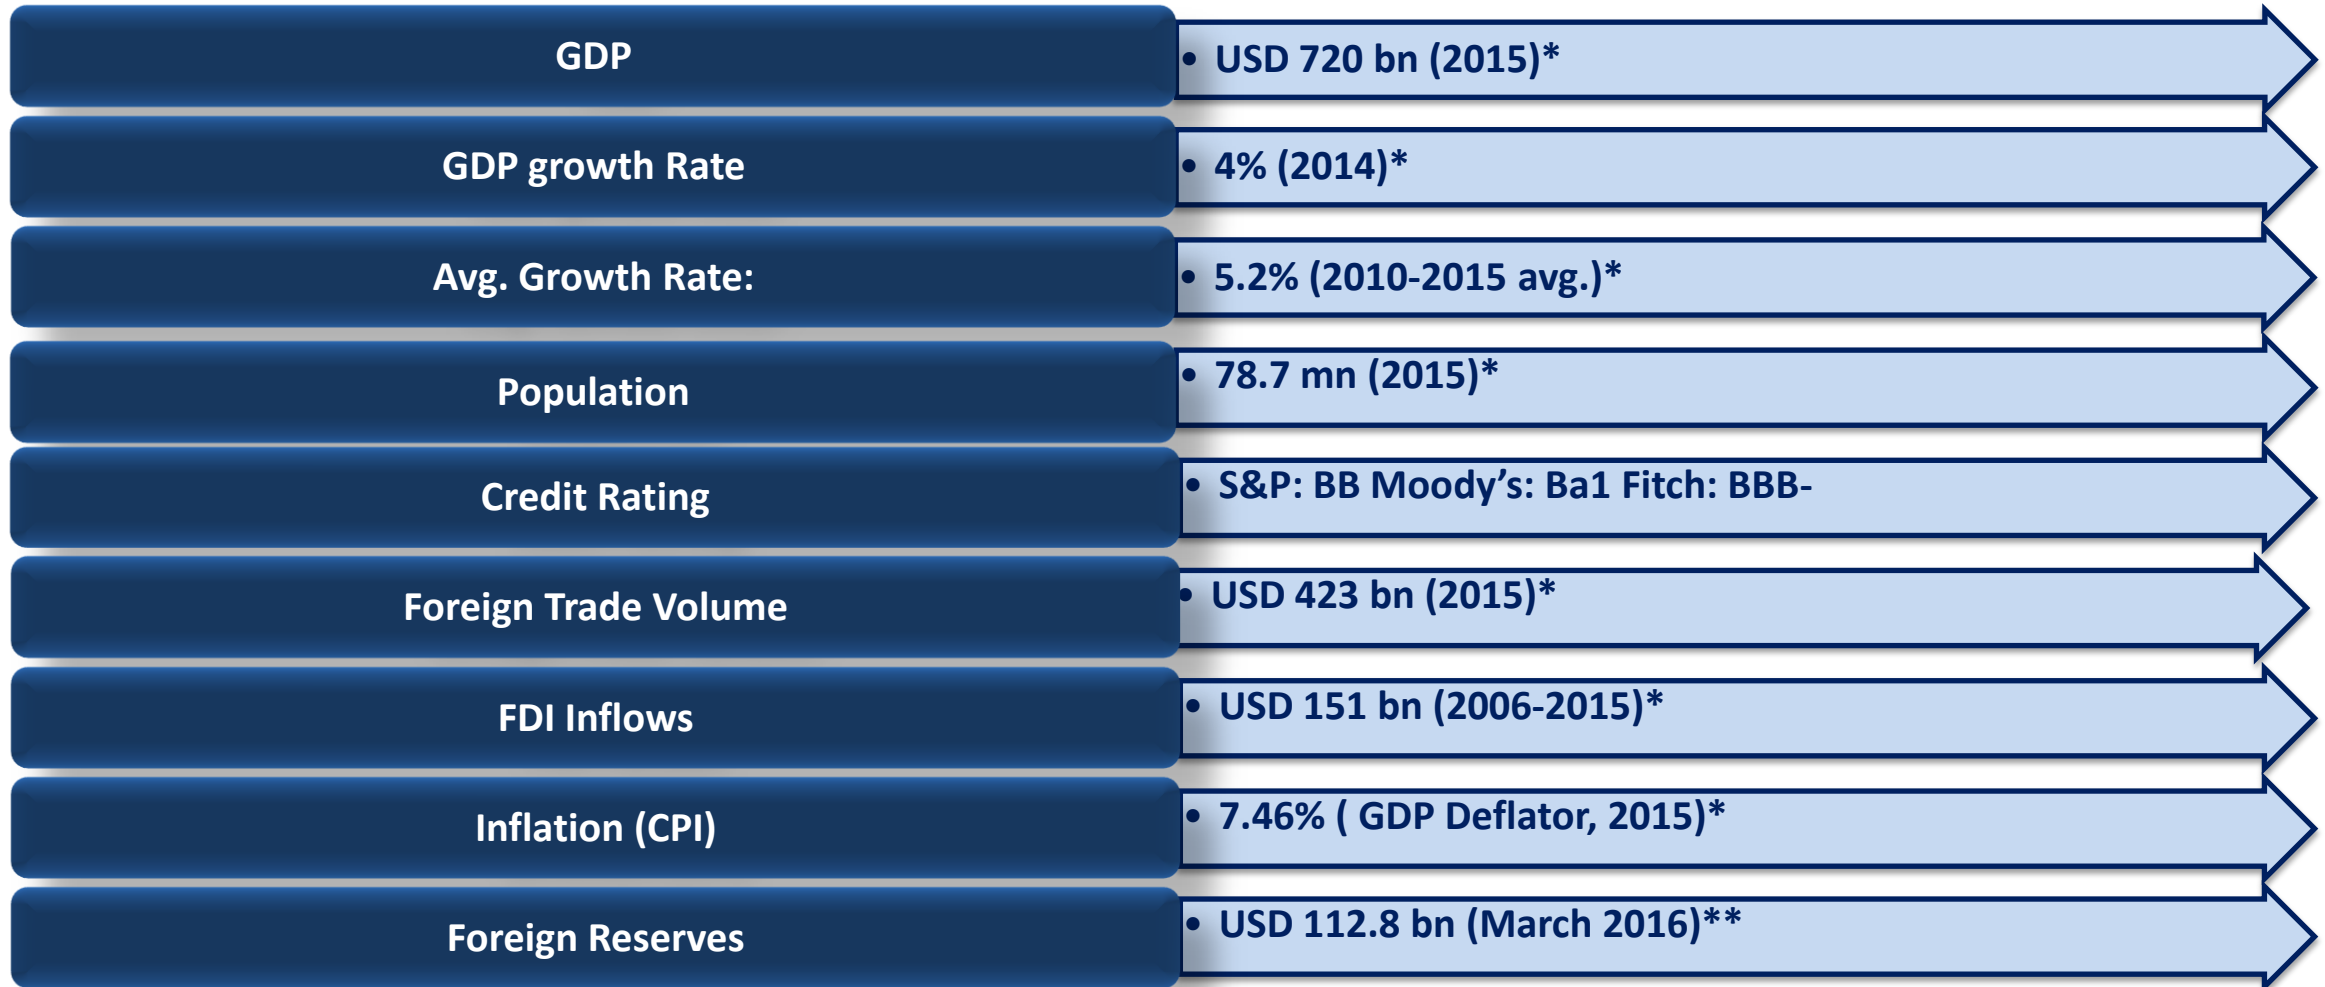 GDP
• USD 720 bn (2015)*
GDP growth Rate
• 4% (2014)*
Avg. Growth Rate:
• 5.2% (2010-2015 avg.)*
Population
• 78.7 mn (2015)*
Credit Rating
• S&P: BB Moody’s: Ba1 Fitch: BBB-
Foreign Trade Volume
• USD 423 bn (2015)*
FDI Inflows
• USD 151 bn (2006-2015)*
Inflation (CPI)
• 7.46% ( GDP Deflator, 2015)*
Foreign Reserves
• USD 112.8 bn (March 2016)**